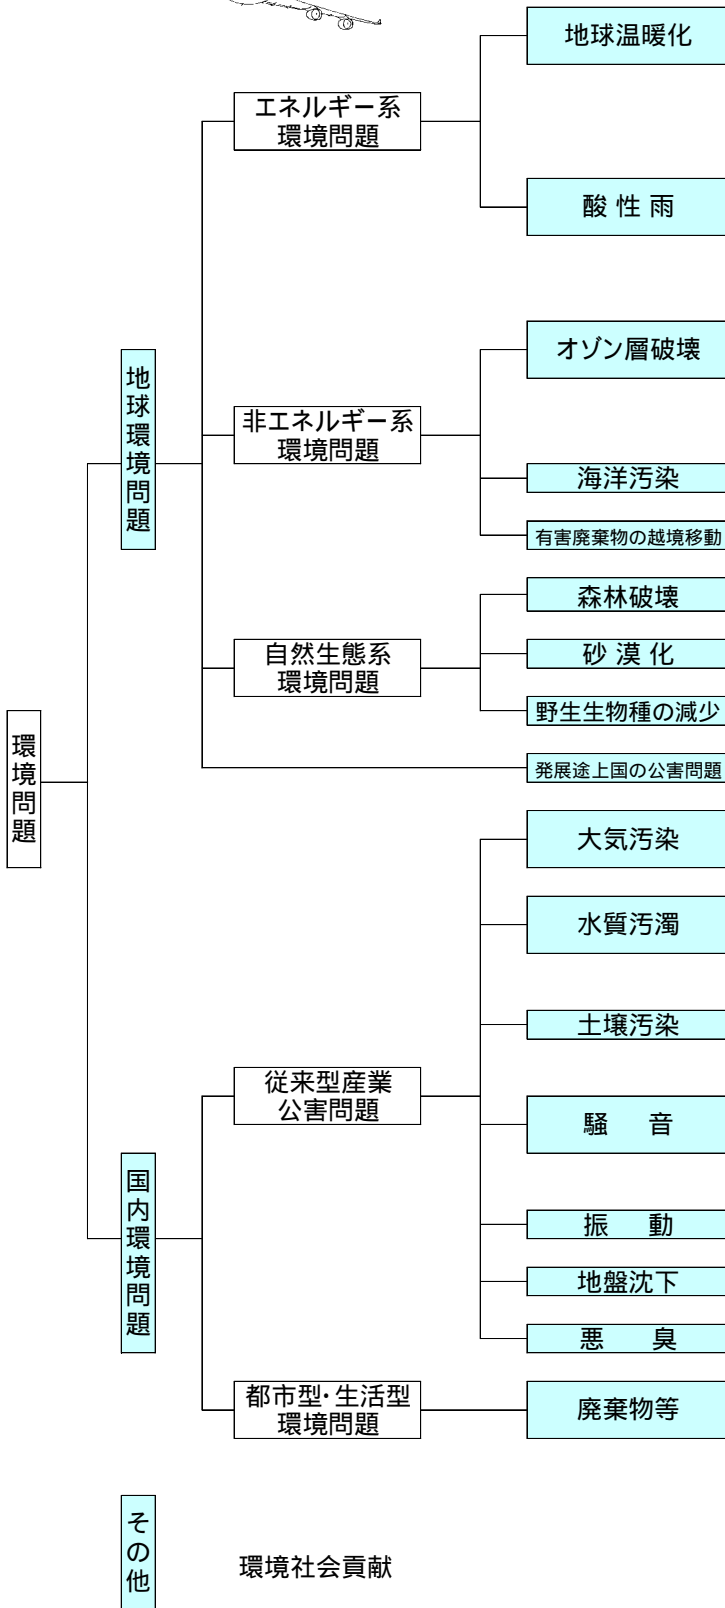 地球温暖化
エネルギー系
環境問題
酸性雨
オゾン層破壊
地球環境問題
非エネルギー系
環境問題
海洋汚染
有害廃棄物の越境移動
森林破壊
自然生態系
環境問題
砂漠化
野生生物種の減少
環境問題
発展途上国の公害問題
大気汚染
水質汚濁
土壌汚染
従来型産業
公害問題
騒音
国内環境問題
振動
地盤沈下
悪臭
都市型・生活型
環境問題
廃棄物等
その他
環境社会貢献